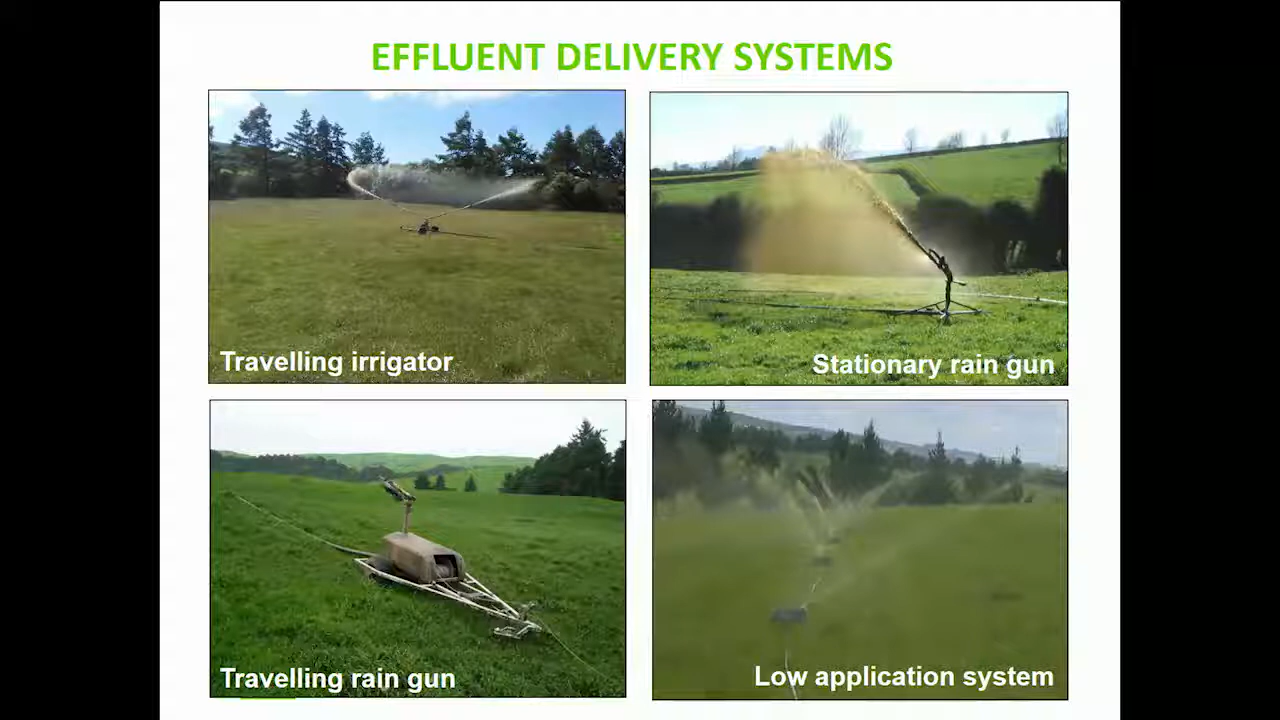 EFFLUENT DELIVERY SYSTEMS
Travelling irrigator
Stationary rain gun
Travelling rain gun
Low application system